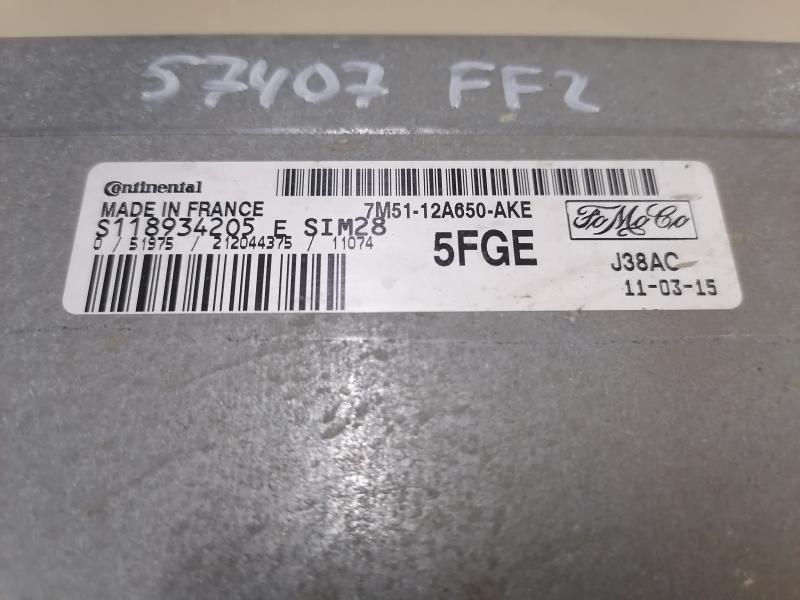 57407 FF2
Continental
MADE IN FRANCE 7M51-12A650-AKE
S118934205 E SIM28
0 / 51975 / 212044375 / 11074
5FGE
FoMoCo
J38AC
11-03-15